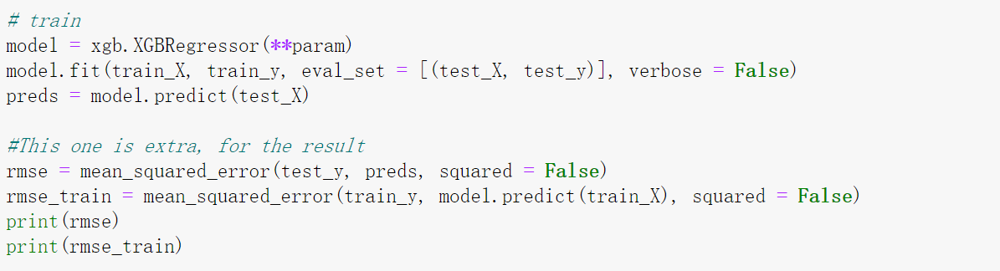 # train
model = xgb.XGBRegressor(**param)
model.fit(train_X, train_y, eval_set = [(test_X, test_y)], verbose = False)
preds = model.predict(test_X)
#This one is extra, for the result
rmse = mean_squared_error(test_y, preds, squared = False)
rmse_train = mean_squared_error(train_y, model.predict(train_X), squared = False)
print(rmse)
print(rmse_train)